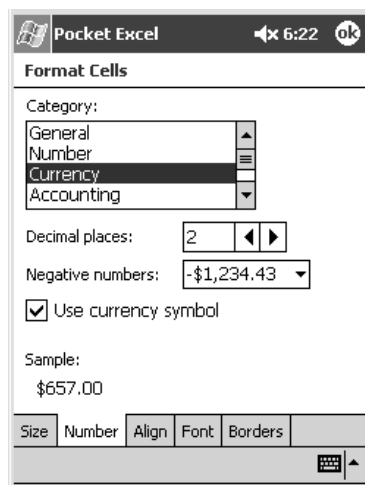 Pocket Excel 6:22 ok
Format Cells
Category:
General
Number
Currency
Accounting
Decimal places: 2
Negative numbers: -$1,234.43
Use currency symbol
Sample:
$657.00
Size Number Align Font Borders